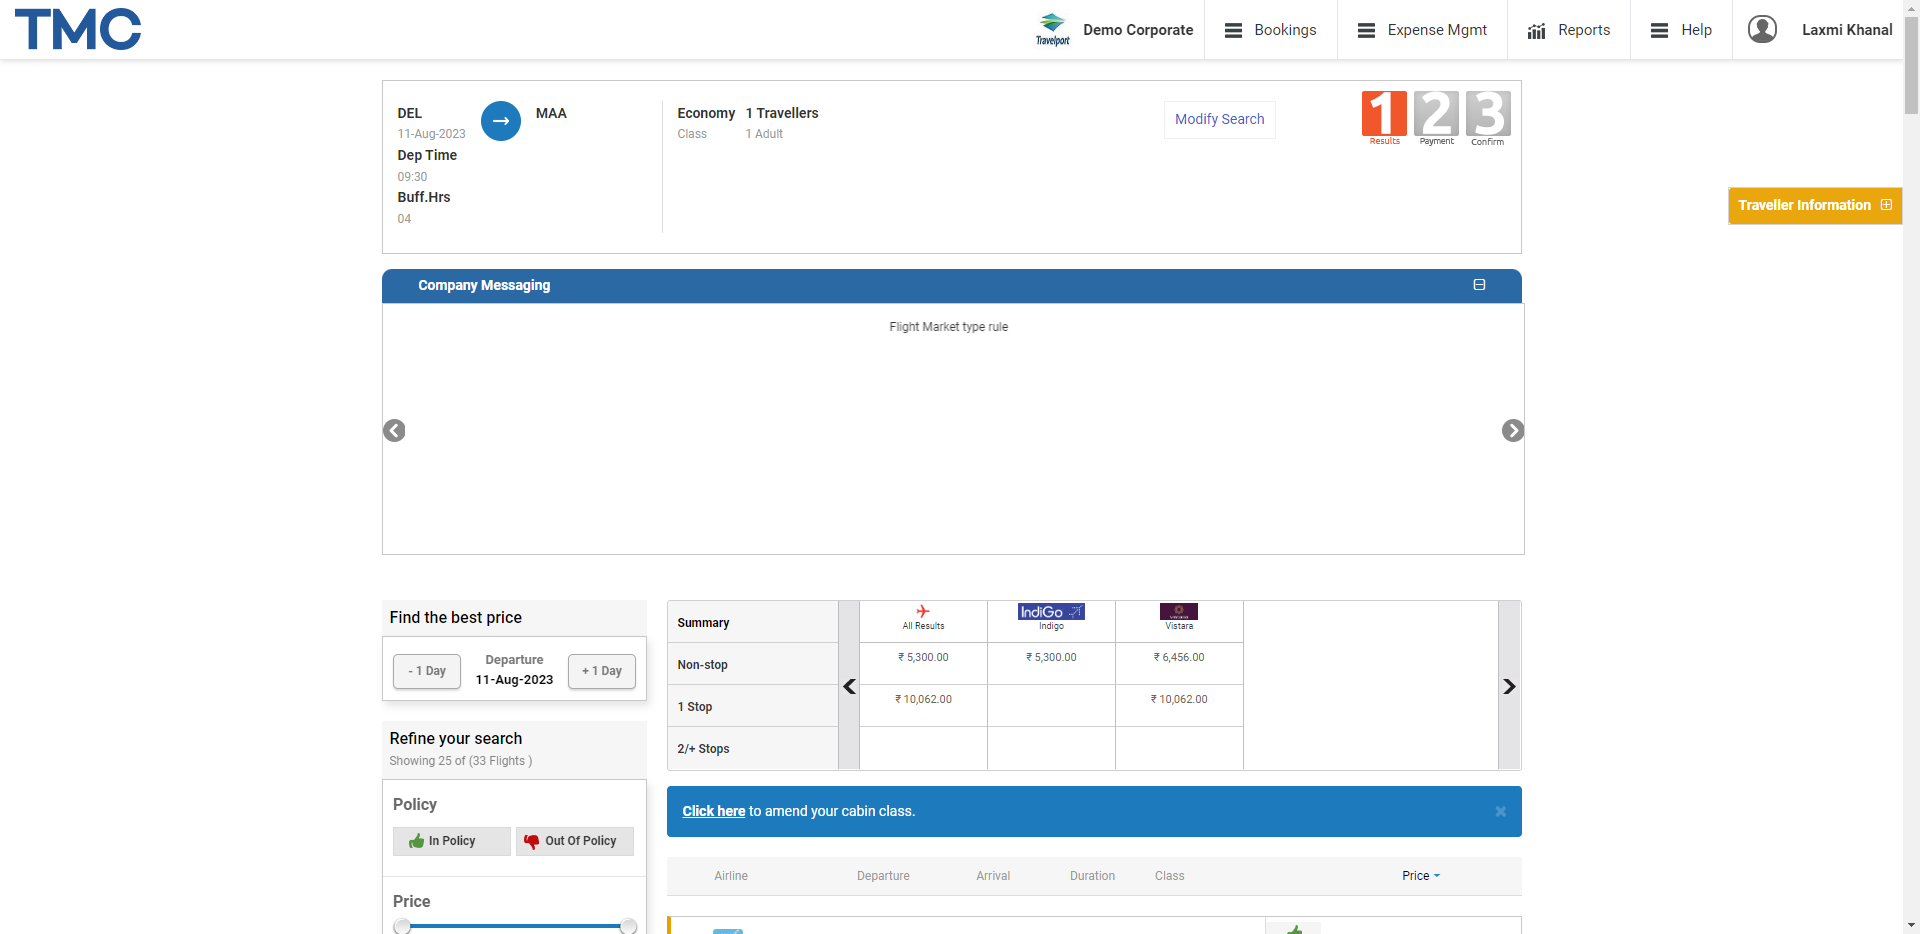 TMC
Travelport
Demo Corporate
Bookings
Expense Mgmt
Reports
Help
Laxmi Khanal
DEL
11-Aug-2023
MAA
Dep Time
09:30
Buff.Hrs
04
Economy
Class
1 Travellers
1 Adult
Modify Search
1 Results
2 Payment
3 Confirm
Traveller Information
Company Messaging
Flight Market type rule
Find the best price
- 1 Day
Departure
11-Aug-2023
+ 1 Day
Refine your search
Showing 25 of (33 Flights )
Policy
In Policy
Out Of Policy
Price
Summary
All Results
IndiGo
Indigo
Vistara
Non-stop
₹ 5,300.00
₹ 5,300.00
₹ 6,456.00
1 Stop
₹ 10,062.00
₹ 10,062.00
2/+ Stops
Click here to amend your cabin class.
Airline
Departure
Arrival
Duration
Class
Price